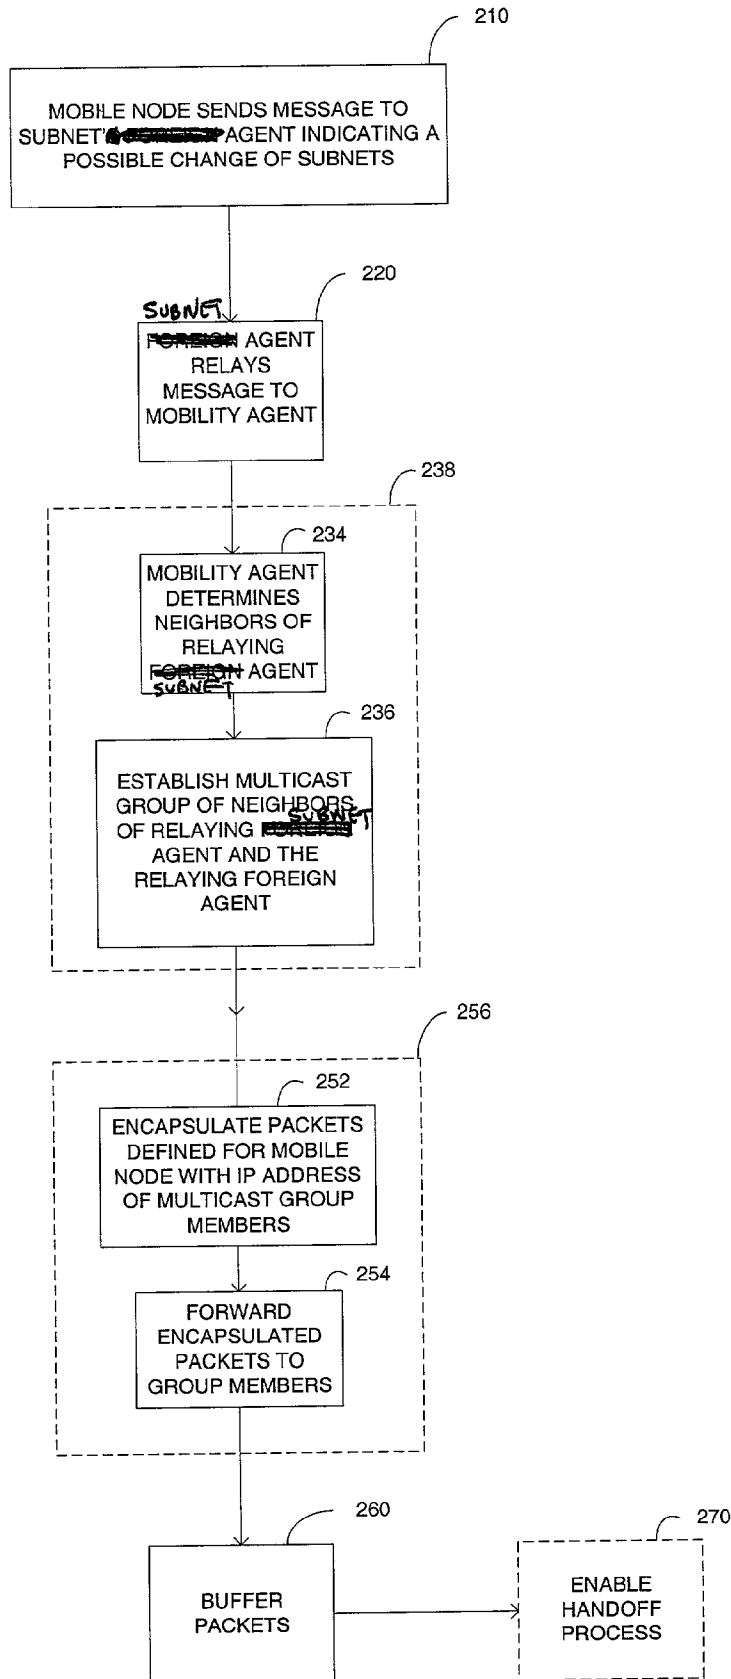 210
MOBILE NODE SENDS MESSAGE TO
SUBNET AGENT INDICATING A
POSSIBLE CHANGE OF SUBNETS
220
SUBNET
FOREIGN AGENT
RELAYS
MESSAGE TO
MOBILITY AGENT
238
234
MOBILITY AGENT
DETERMINES
NEIGHBORS OF
RELAYING
FOREIGN AGENT
SUBNET
236
ESTABLISH MULTICAST
GROUP OF NEIGHBORS
SUBNET
OF RELAYING FOREIGN
AGENT AND THE
RELAYING FOREIGN
AGENT
256
252
ENCAPSULATE PACKETS
DEFINED FOR MOBILE
NODE WITH IP ADDRESS
OF MULTICAST GROUP
MEMBERS
254
FORWARD
ENCAPSULATED
PACKETS TO
GROUP MEMBERS
260
BUFFER
PACKETS
270
ENABLE
HANDOFF
PROCESS